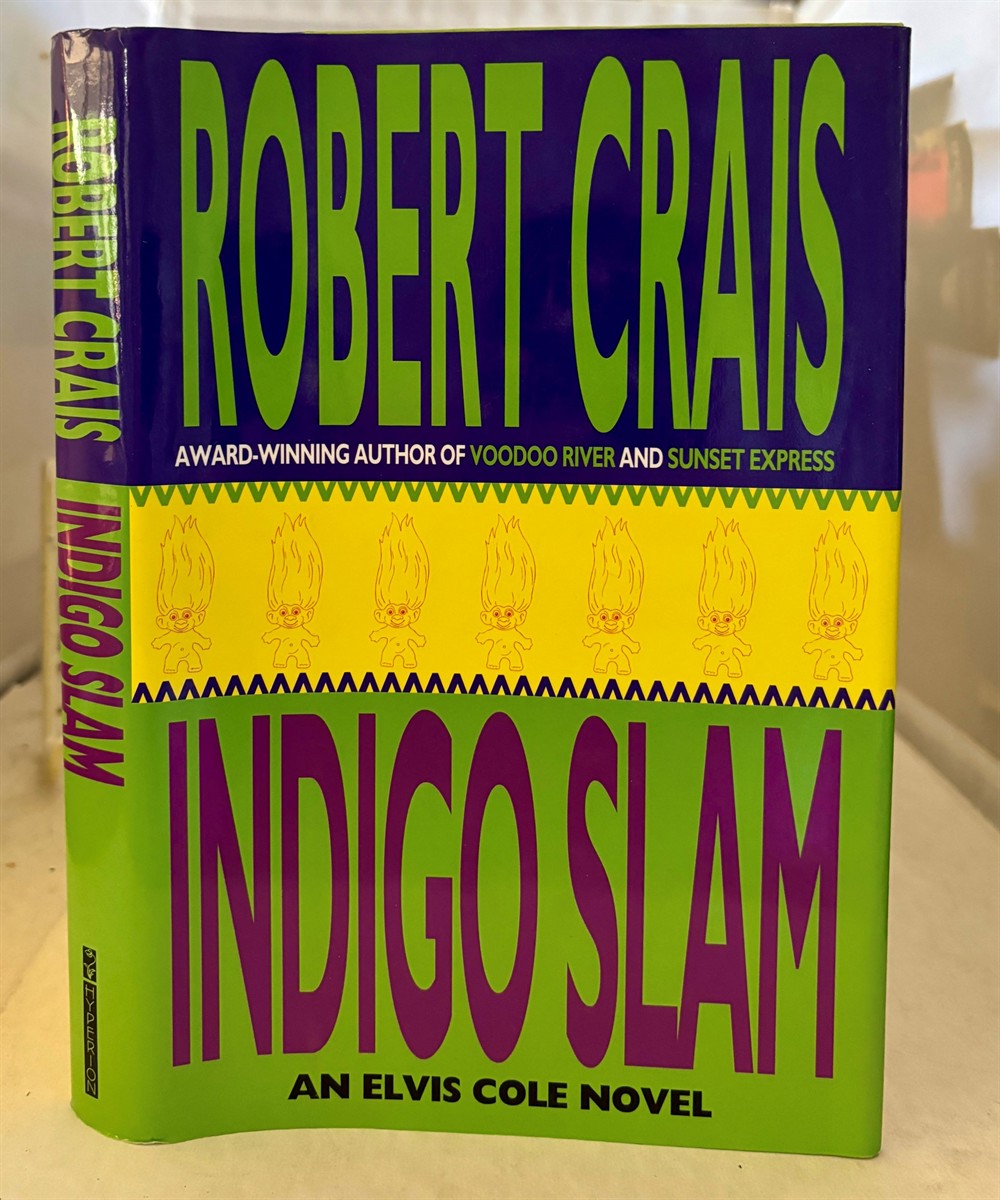 ROBERT CRAIS
AWARD-WINNING AUTHOR OF VOODOO RIVER AND SUNSET EXPRESS
INDIGO SLAM
AN ELVIS COLE NOVEL
ROBERT CRAIS INDIGO SLAM
HYPERION